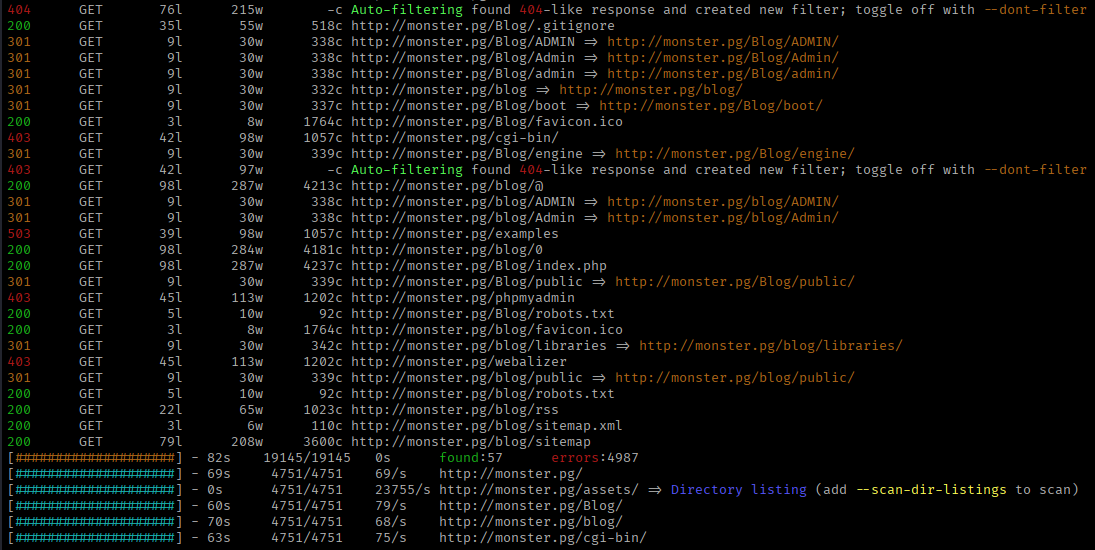 404 GET 76l 215w -c Auto-filtering found 404-like response and created new filter; toggle off with --dont-filter
200 GET 35l 55w 518c http://monster.pg/Blog/.gitignore
301 GET 9l 30w 338c http://monster.pg/Blog/ADMIN => http://monster.pg/Blog/ADMIN/
301 GET 9l 30w 338c http://monster.pg/Blog/Admin => http://monster.pg/Blog/Admin/
301 GET 9l 30w 338c http://monster.pg/Blog/admin => http://monster.pg/Blog/admin/
301 GET 9l 30w 332c http://monster.pg/blog => http://monster.pg/blog/
301 GET 9l 30w 337c http://monster.pg/Blog/boot => http://monster.pg/Blog/boot/
200 GET 3l 8w 1764c http://monster.pg/Blog/favicon.ico
403 GET 42l 98w 1057c http://monster.pg/cgi-bin/
301 GET 9l 30w 339c http://monster.pg/Blog/engine => http://monster.pg/Blog/engine/
403 GET 42l 97w -c Auto-filtering found 404-like response and created new filter; toggle off with --dont-filter
200 GET 98l 287w 4213c http://monster.pg/blog/@
301 GET 9l 30w 338c http://monster.pg/blog/ADMIN => http://monster.pg/blog/ADMIN/
301 GET 9l 30w 338c http://monster.pg/blog/Admin => http://monster.pg/blog/Admin/
503 GET 39l 98w 1057c http://monster.pg/examples
200 GET 98l 284w 4181c http://monster.pg/blog/0
200 GET 98l 287w 4237c http://monster.pg/Blog/index.php
301 GET 9l 30w 339c http://monster.pg/Blog/public => http://monster.pg/Blog/public/
403 GET 45l 113w 1202c http://monster.pg/phpmyadmin
200 GET 5l 10w 92c http://monster.pg/Blog/robots.txt
200 GET 3l 8w 1764c http://monster.pg/blog/favicon.ico
301 GET 9l 30w 342c http://monster.pg/blog/libraries => http://monster.pg/blog/libraries/
403 GET 45l 113w 1202c http://monster.pg/webalizer
301 GET 9l 30w 339c http://monster.pg/blog/public => http://monster.pg/blog/public/
200 GET 5l 10w 92c http://monster.pg/blog/robots.txt
200 GET 22l 65w 1023c http://monster.pg/blog/rss
200 GET 3l 6w 110c http://monster.pg/blog/sitemap.xml
200 GET 79l 208w 3600c http://monster.pg/blog/sitemap
[####################] - 82s 19145/19145 0s found:57 errors:4987
[####################] - 69s 4751/4751 69/s http://monster.pg/
[####################] - 0s 4751/4751 23755/s http://monster.pg/assets/ => Directory listing (add --scan-dir-listings to scan)
[####################] - 60s 4751/4751 79/s http://monster.pg/Blog/
[####################] - 70s 4751/4751 68/s http://monster.pg/blog/
[####################] - 63s 4751/4751 75/s http://monster.pg/cgi-bin/